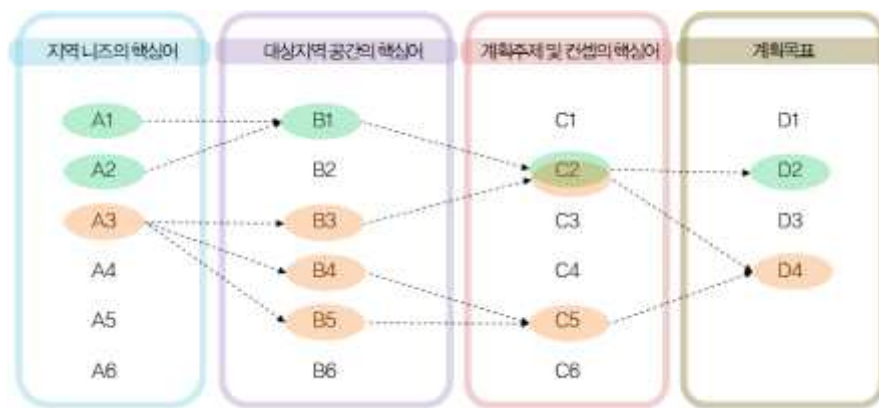 지역 니즈의 핵심어 대상지역 공간의 핵심어 계획주제 및 컨셉의 핵심어 계획목표
A1 B1 C1 D1
A2 B2 C2 D2
A3 B3 C3 D3
A4 B4 C4 D4
A5 B5 C5
A6 B6 C6